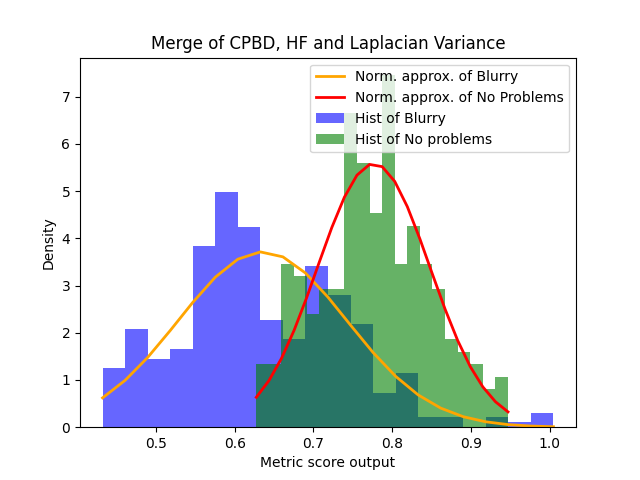 Merge of CPBD, HF and Laplacian Variance
Norm. approx. of Blurry
Norm. approx. of No Problems
Hist of Blurry
Hist of No problems
Density
7
6
5
4
3
2
1
0
0.5 0.6 0.7 0.8 0.9 1.0
Metric score output